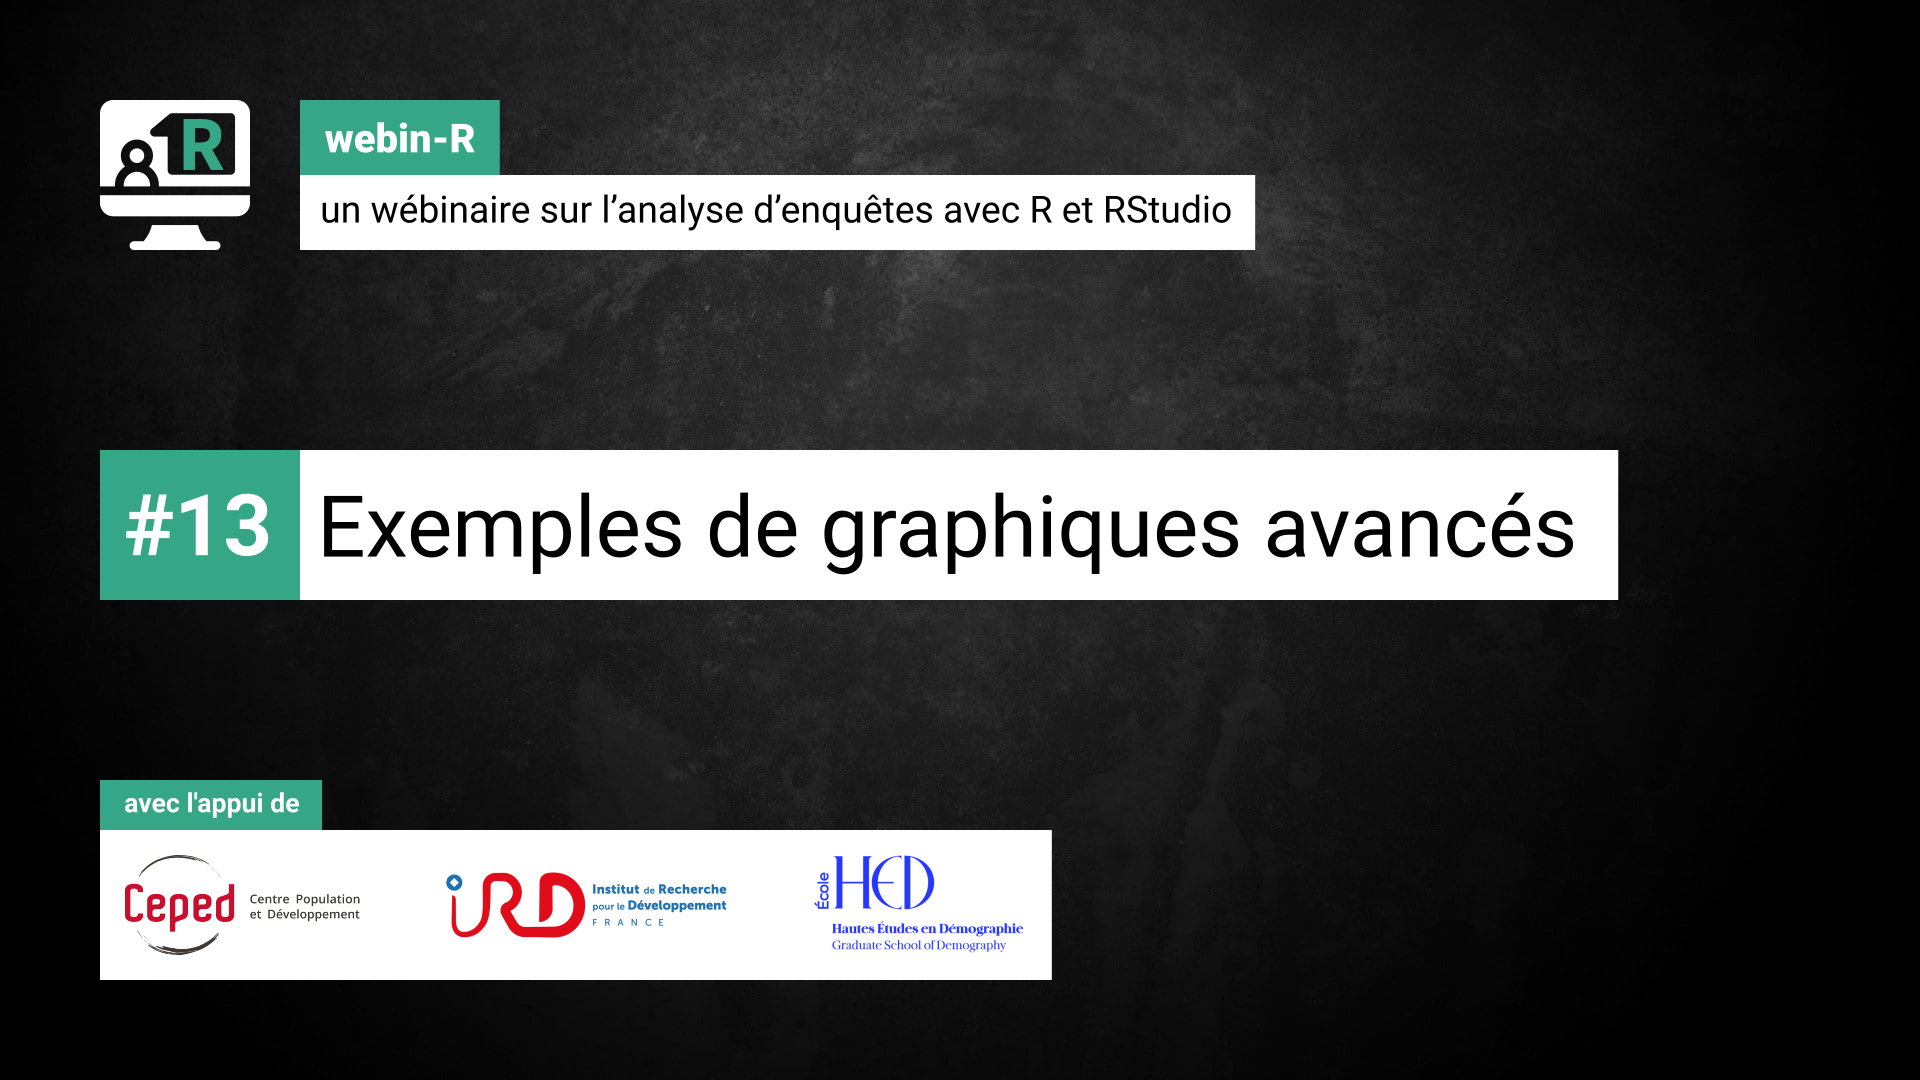 R
webin-R
un wébinaire sur l’analyse d’enquêtes avec R et RStudio
#13
Exemples de graphiques avancés
avec l'appui de
Ceped
Centre Population
et Développement
IRD
Institut de Recherche
pour le Développement
FRANCE
École
HED
Hautes Études en Démographie
Graduate School of Demography